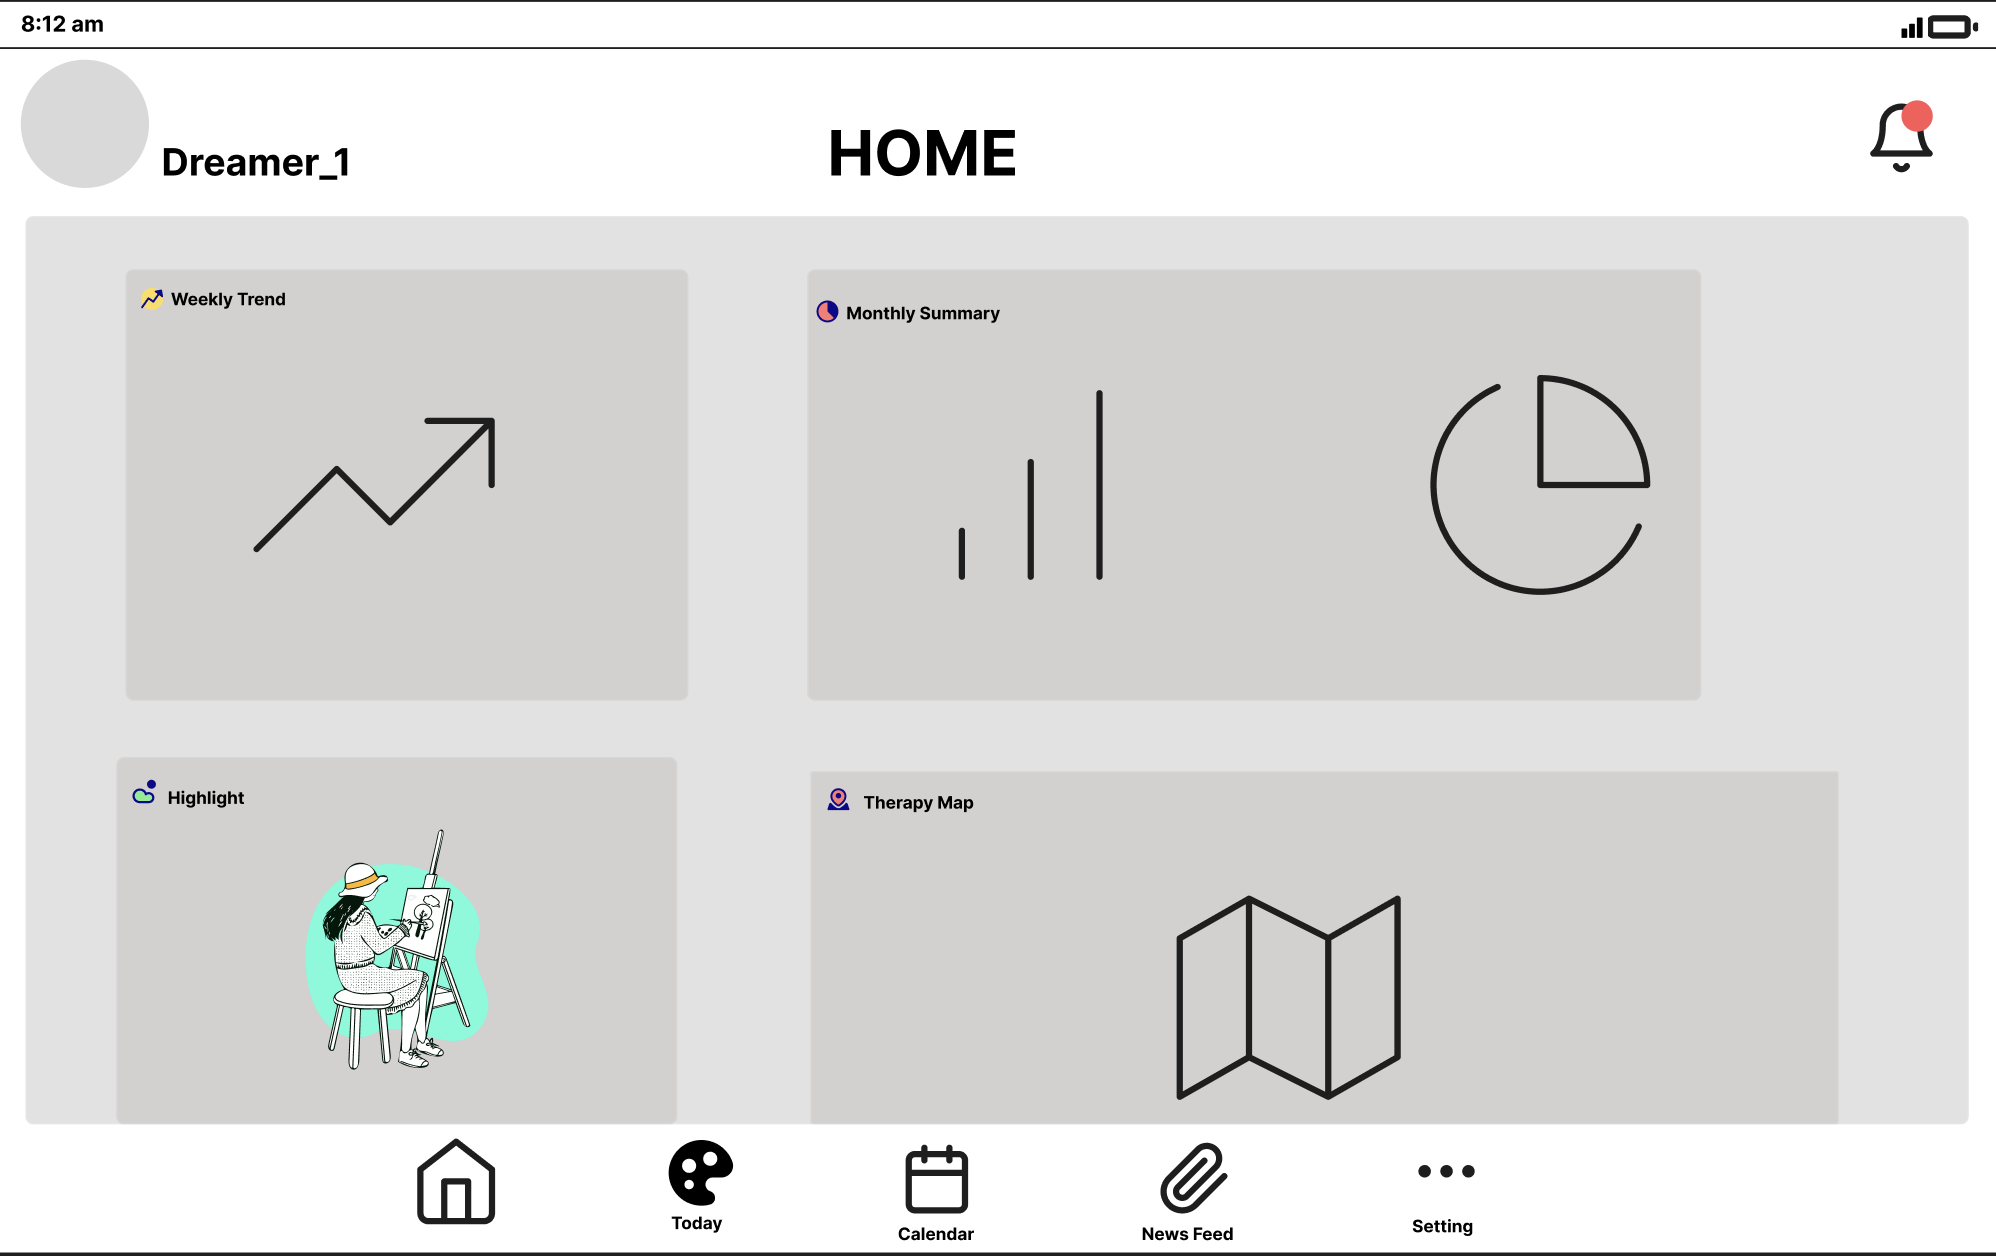 8:12 am
Dreamer_1
HOME
Weekly Trend
Monthly Summary
Highlight
Therapy Map
Today
Calendar
News Feed
Setting